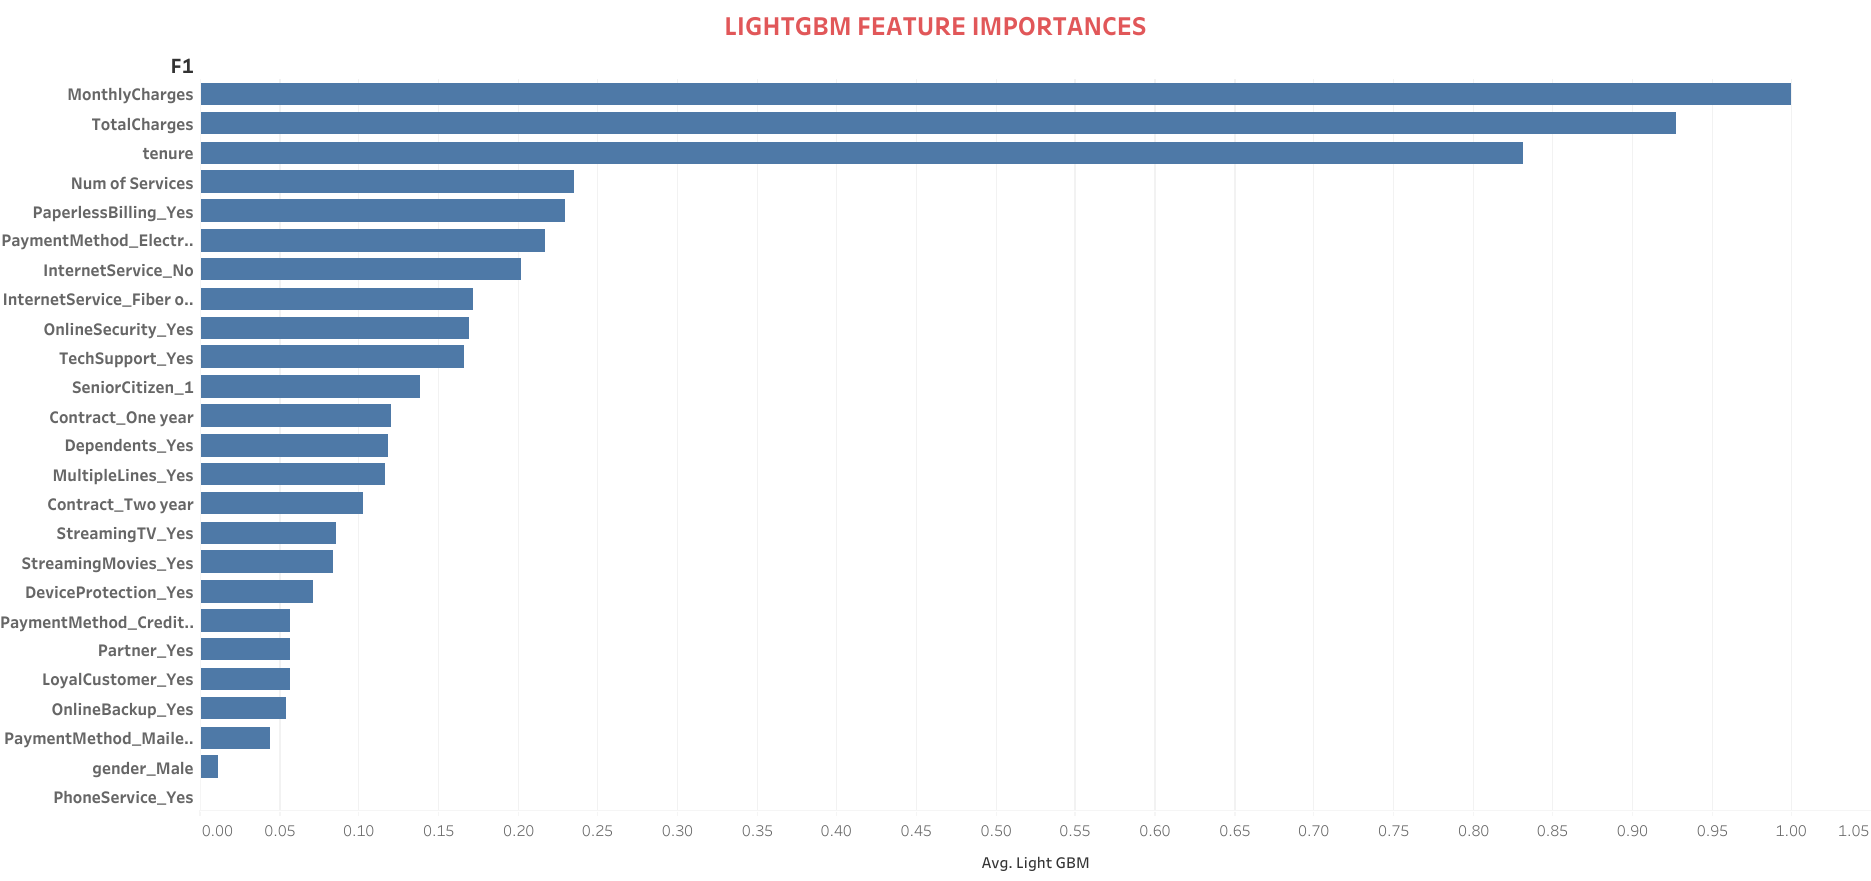 LIGHTGBM FEATURE IMPORTANCES
F1
MonthlyCharges
TotalCharges
tenure
Num of Services
PaperlessBilling_Yes
PaymentMethod_Electr..
InternetService_No
InternetService_Fiber o..
OnlineSecurity_Yes
TechSupport_Yes
SeniorCitizen_1
Contract_One year
Dependents_Yes
MultipleLines_Yes
Contract_Two year
StreamingTV_Yes
StreamingMovies_Yes
DeviceProtection_Yes
PaymentMethod_Credit..
Partner_Yes
LoyalCustomer_Yes
OnlineBackup_Yes
PaymentMethod_Maile..
gender_Male
PhoneService_Yes
0.00 0.05 0.10 0.15 0.20 0.25 0.30 0.35 0.40 0.45 0.50 0.55 0.60 0.65 0.70 0.75 0.80 0.85 0.90 0.95 1.00 1.05
Avg. Light GBM